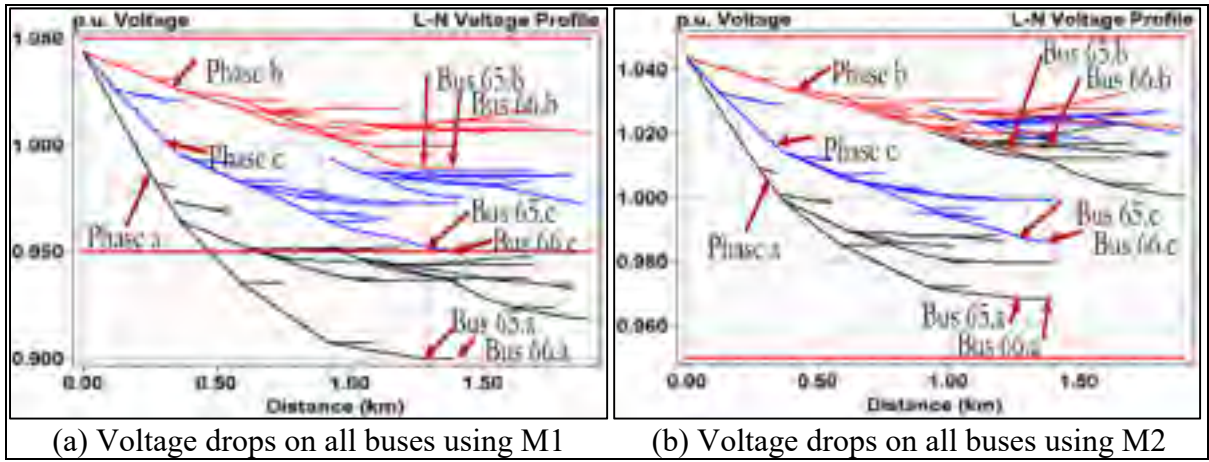 p.u. Voltage L-N Voltage Profile
1.050
Phase b
Bus 65.b
Bus 66.b
1.000
Phase c
Bus 65.c
Phase a
Bus 66.c
0.950
Bus 65.a
Bus 66.a
0.900
0.00 0.50 1.00 1.50
Distance (km)
(a) Voltage drops on all buses using M1
p.u. Voltage L-N Voltage Profile
1.040
Phase b
Bus 65.b
Bus 66.b
1.020
Phase c
1.000
Bus 65.c
Phase a
Bus 66.c
0.980
Bus 65.a
0.960
Bus 66.a
0.00 0.50 1.00 1.50
Distance (km)
(b) Voltage drops on all buses using M2